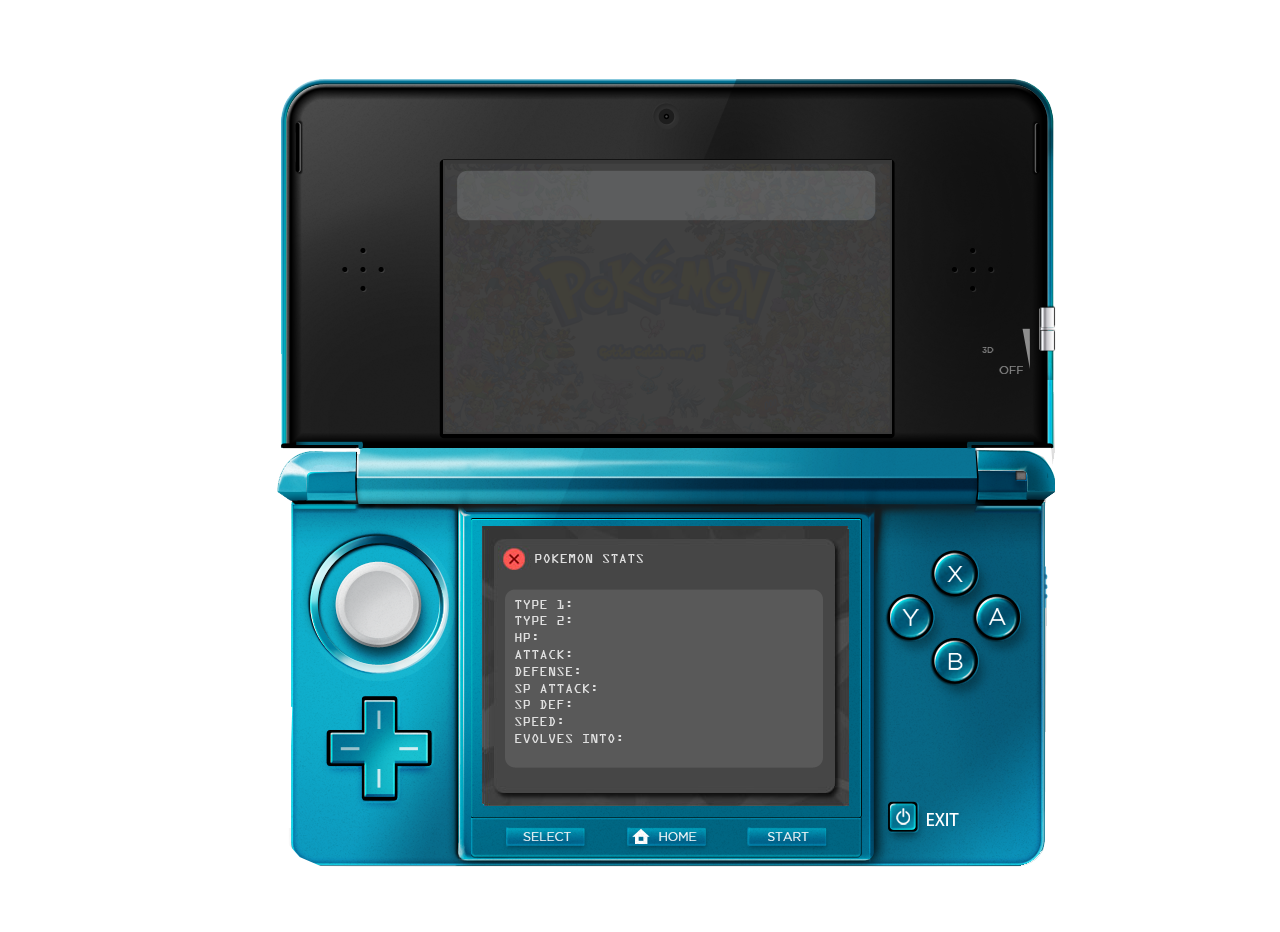 POKéMON
3D
OFF
POKEMON STATS
TYPE 1:
TYPE 2:
HP:
ATTACK:
DEFENSE:
SP ATTACK:
SP DEF:
SPEED:
EVOLVES INTO:
X
Y
A
B
EXIT
SELECT
HOME
START